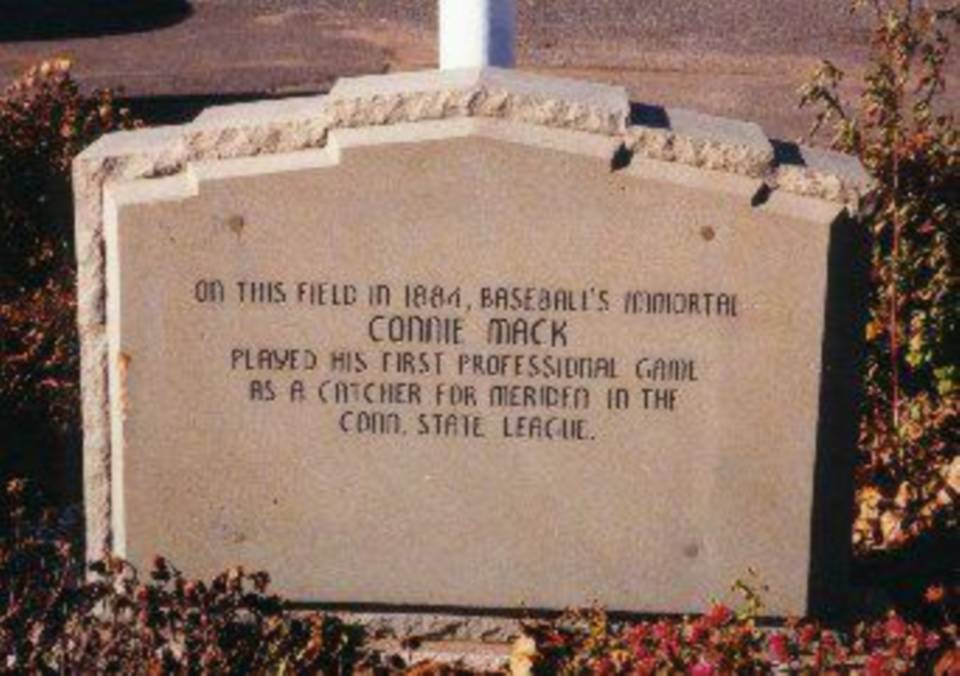 ON THIS FIELD IN 1884, BASEBALL'S IMMORTAL
CONNIE MACK
PLAYED HIS FIRST PROFESSIONAL GAME
AS A CATCHER FOR MERIDEN IN THE
CONN. STATE LEAGUE.